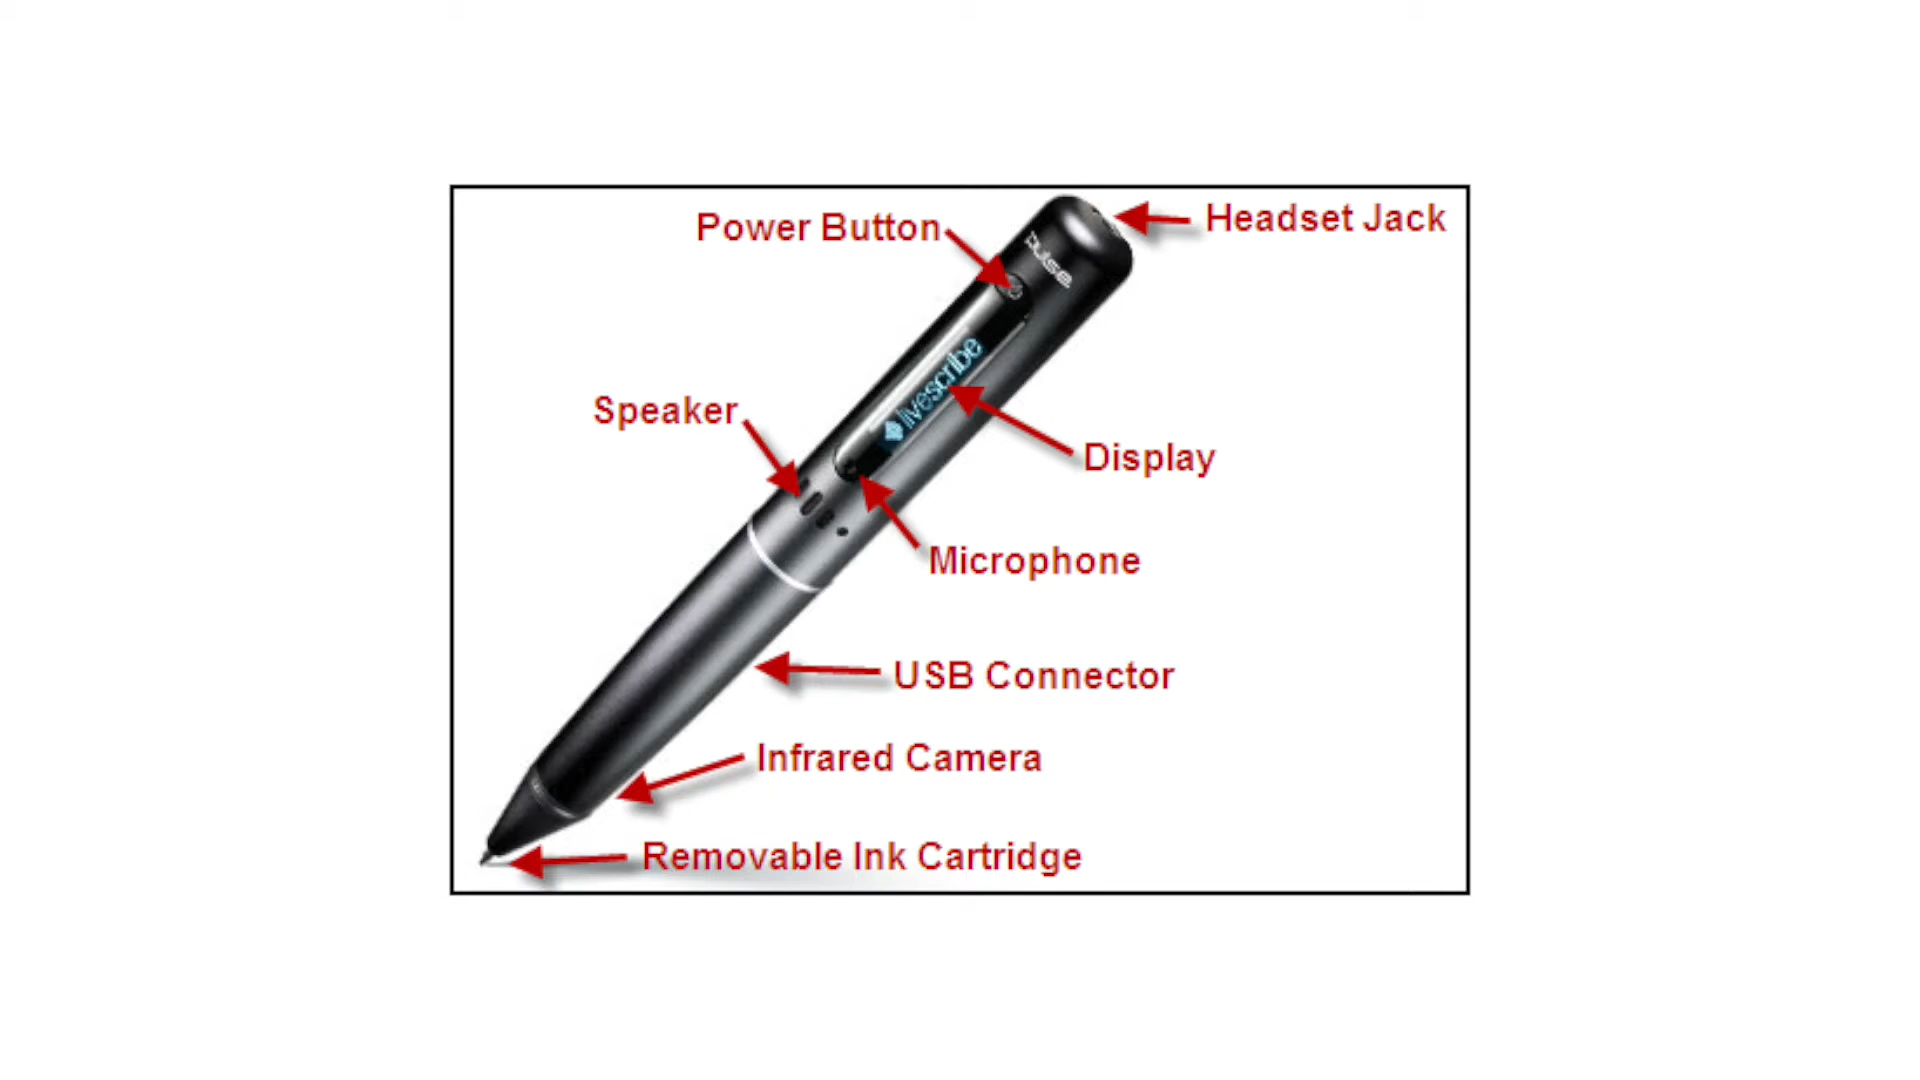 Power Button
Headset Jack
pulse
livescribe
Speaker
Display
Microphone
USB Connector
Infrared Camera
Removable Ink Cartridge